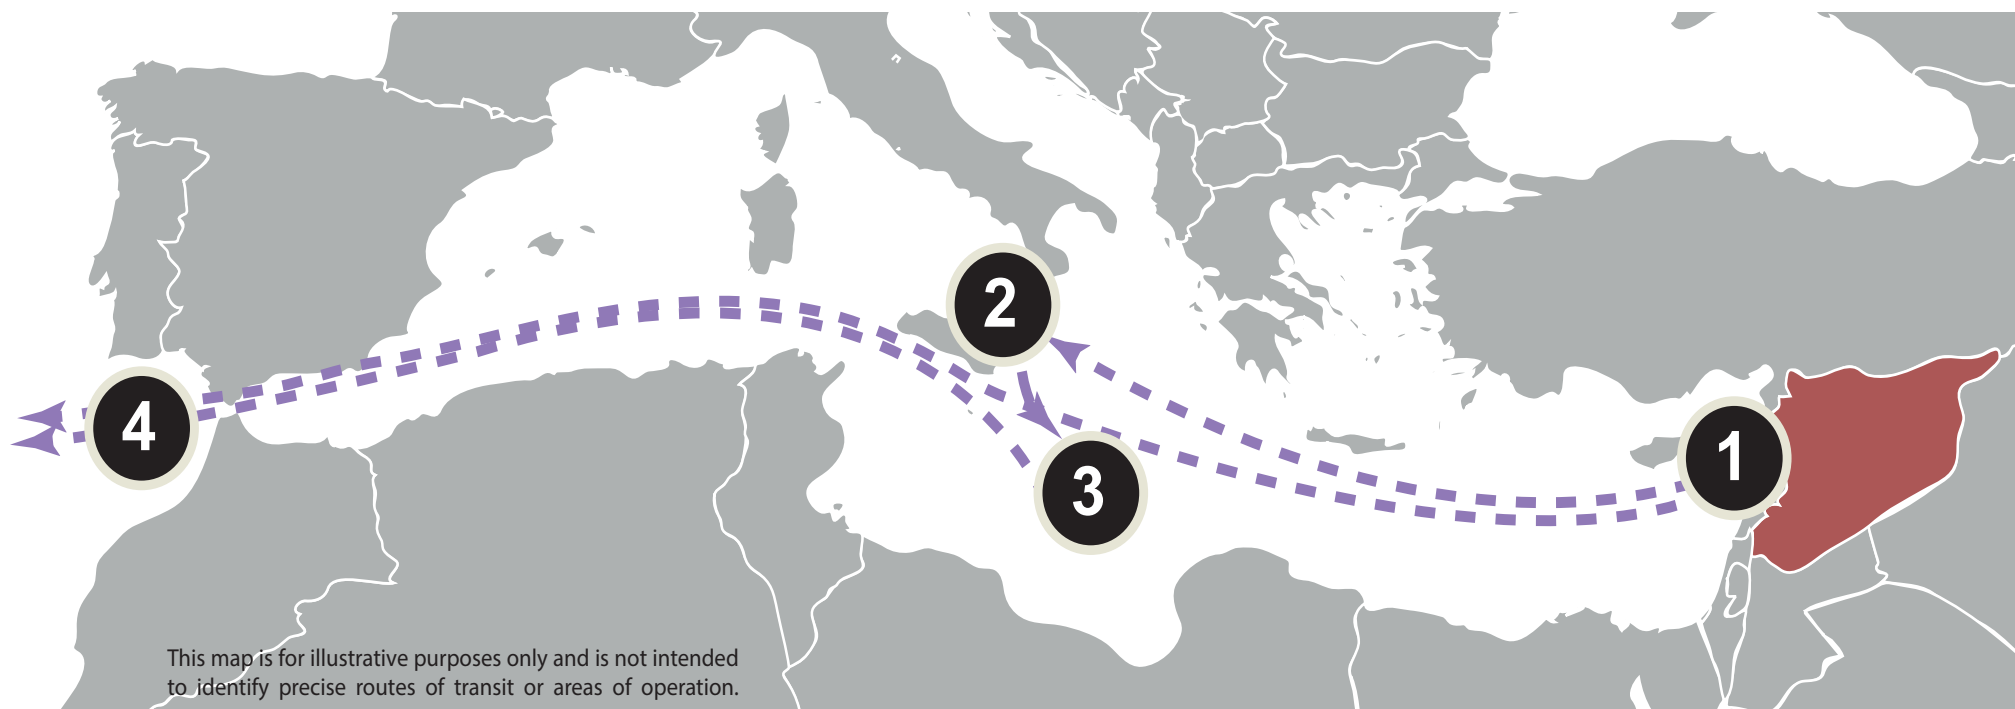 2
4
1
3
This map is for illustrative purposes only and is not intended
to identify precise routes of transit or areas of operation.